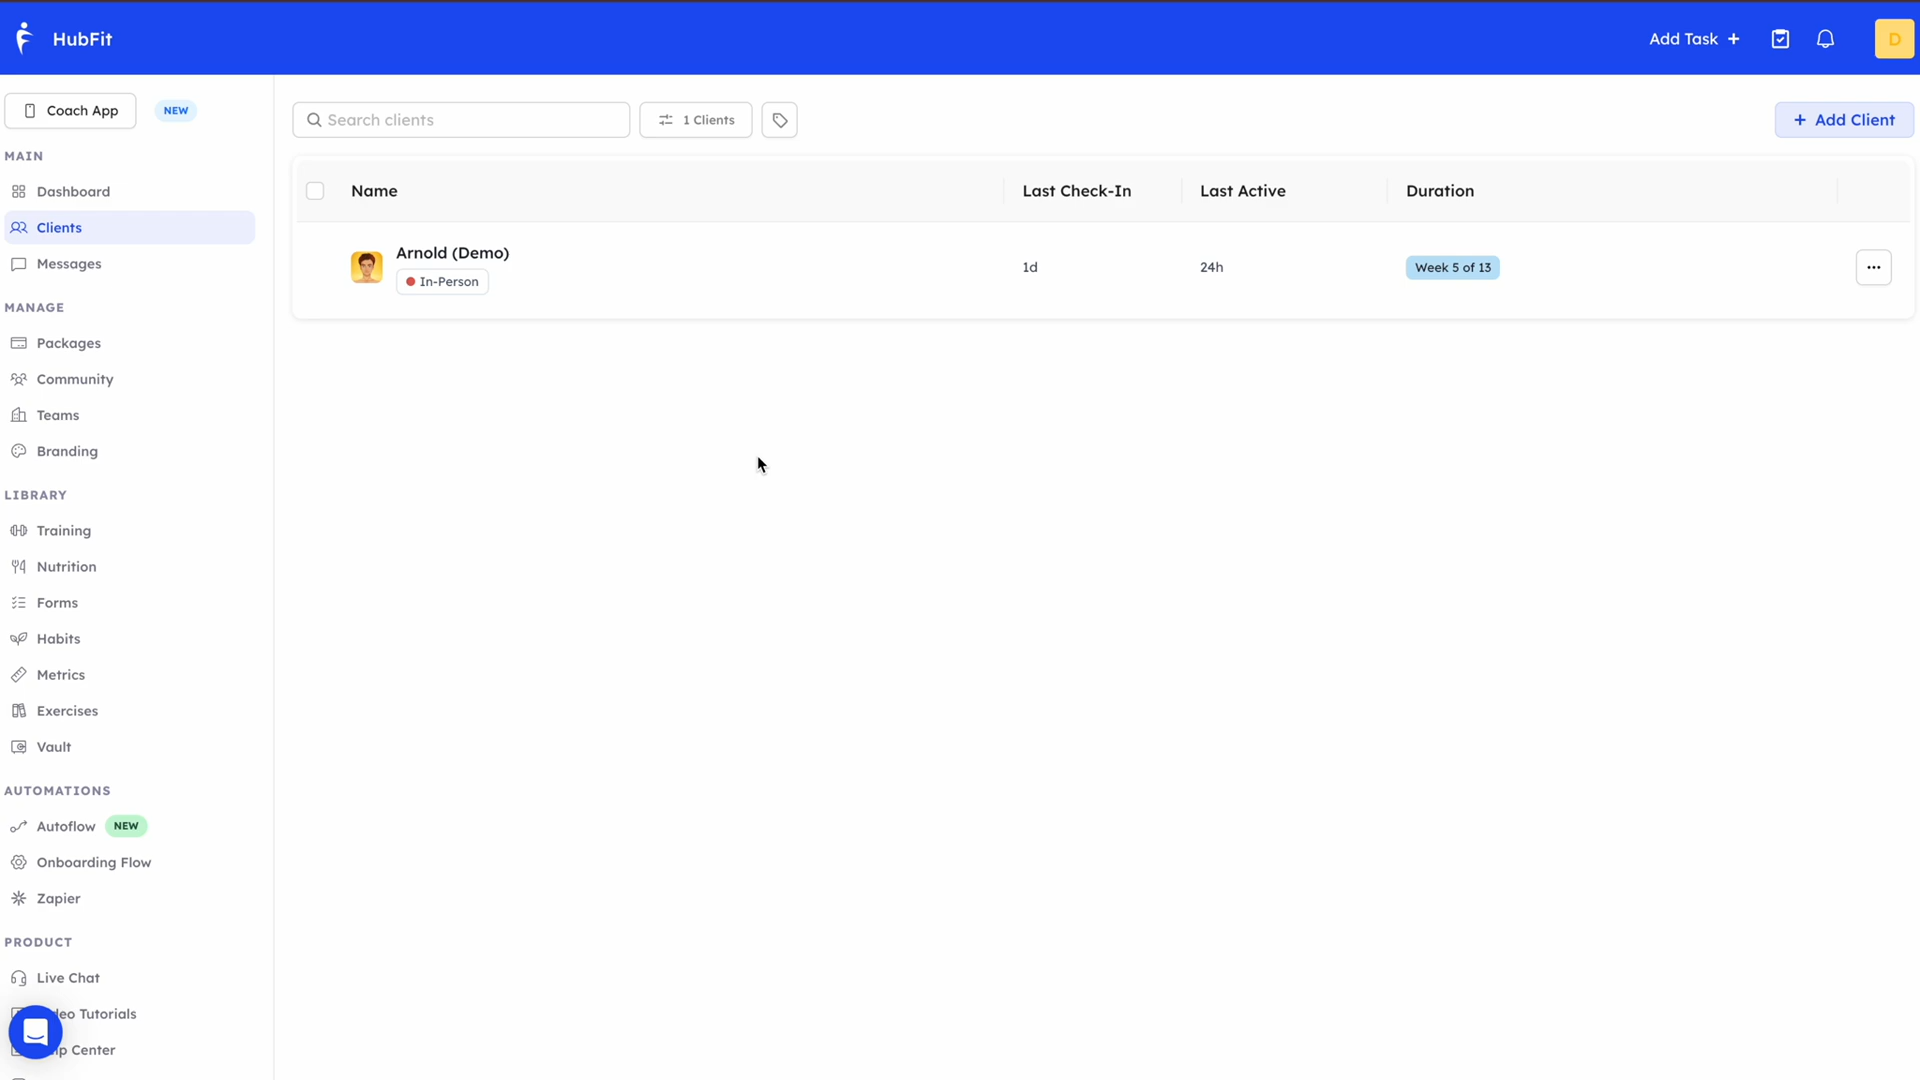 HubFit
Add Task +
D
Coach App
NEW
MAIN
Dashboard
Clients
Messages
MANAGE
Packages
Community
Teams
Branding
LIBRARY
Training
Nutrition
Forms
Habits
Metrics
Exercises
Vault
AUTOMATIONS
Autoflow NEW
Onboarding Flow
Zapier
PRODUCT
Live Chat
Tutorials
Center
Search clients
1 Clients
+ Add Client
Name Last Check-In Last Active Duration
Arnold (Demo)
In-Person
1d 24h Week 5 of 13